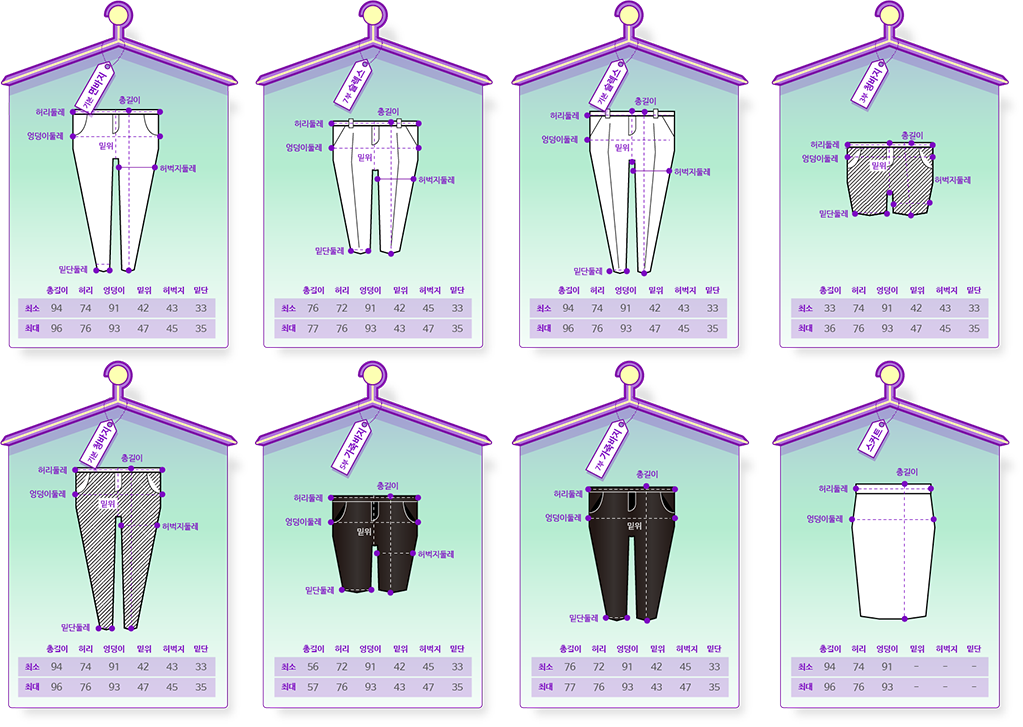 기본 면바지
총길이
허리둘레
엉덩이둘레
밑위
허벅지둘레
밑단둘레
총길이 허리 엉덩이 밑위 허벅지 밑단
최소 94 74 91 42 43 33
최대 96 76 93 47 45 35
7부 슬렉스
총길이
허리둘레
엉덩이둘레
밑위
허벅지둘레
밑단둘레
총길이 허리 엉덩이 밑위 허벅지 밑단
최소 76 72 91 42 45 33
최대 77 76 93 43 47 35
기본 슬렉스
총길이
허리둘레
엉덩이둘레
밑위
허벅지둘레
밑단둘레
총길이 허리 엉덩이 밑위 허벅지 밑단
최소 94 74 91 42 43 33
최대 96 76 93 47 45 35
3부 청바지
총길이
허리둘레
엉덩이둘레
밑위
허벅지둘레
밑단둘레
총길이 허리 엉덩이 밑위 허벅지 밑단
최소 33 74 91 42 43 33
최대 36 76 93 47 45 35
기본 청바지
총길이
허리둘레
엉덩이둘레
밑위
허벅지둘레
밑단둘레
총길이 허리 엉덩이 밑위 허벅지 밑단
최소 94 74 91 42 43 33
최대 96 76 93 47 45 35
5부 가죽바지
총길이
허리둘레
엉덩이둘레
밑위
허벅지둘레
밑단둘레
총길이 허리 엉덩이 밑위 허벅지 밑단
최소 56 72 91 42 45 33
최대 57 76 93 43 47 35
7부 가죽바지
총길이
허리둘레
엉덩이둘레
밑위
밑단둘레
총길이 허리 엉덩이 밑위 허벅지 밑단
최소 76 72 91 42 45 33
최대 77 76 93 43 47 35
스커트
총길이
허리둘레
엉덩이둘레
총길이 허리 엉덩이 밑위 허벅지 밑단
최소 94 74 91 - - -
최대 96 76 93 - - -